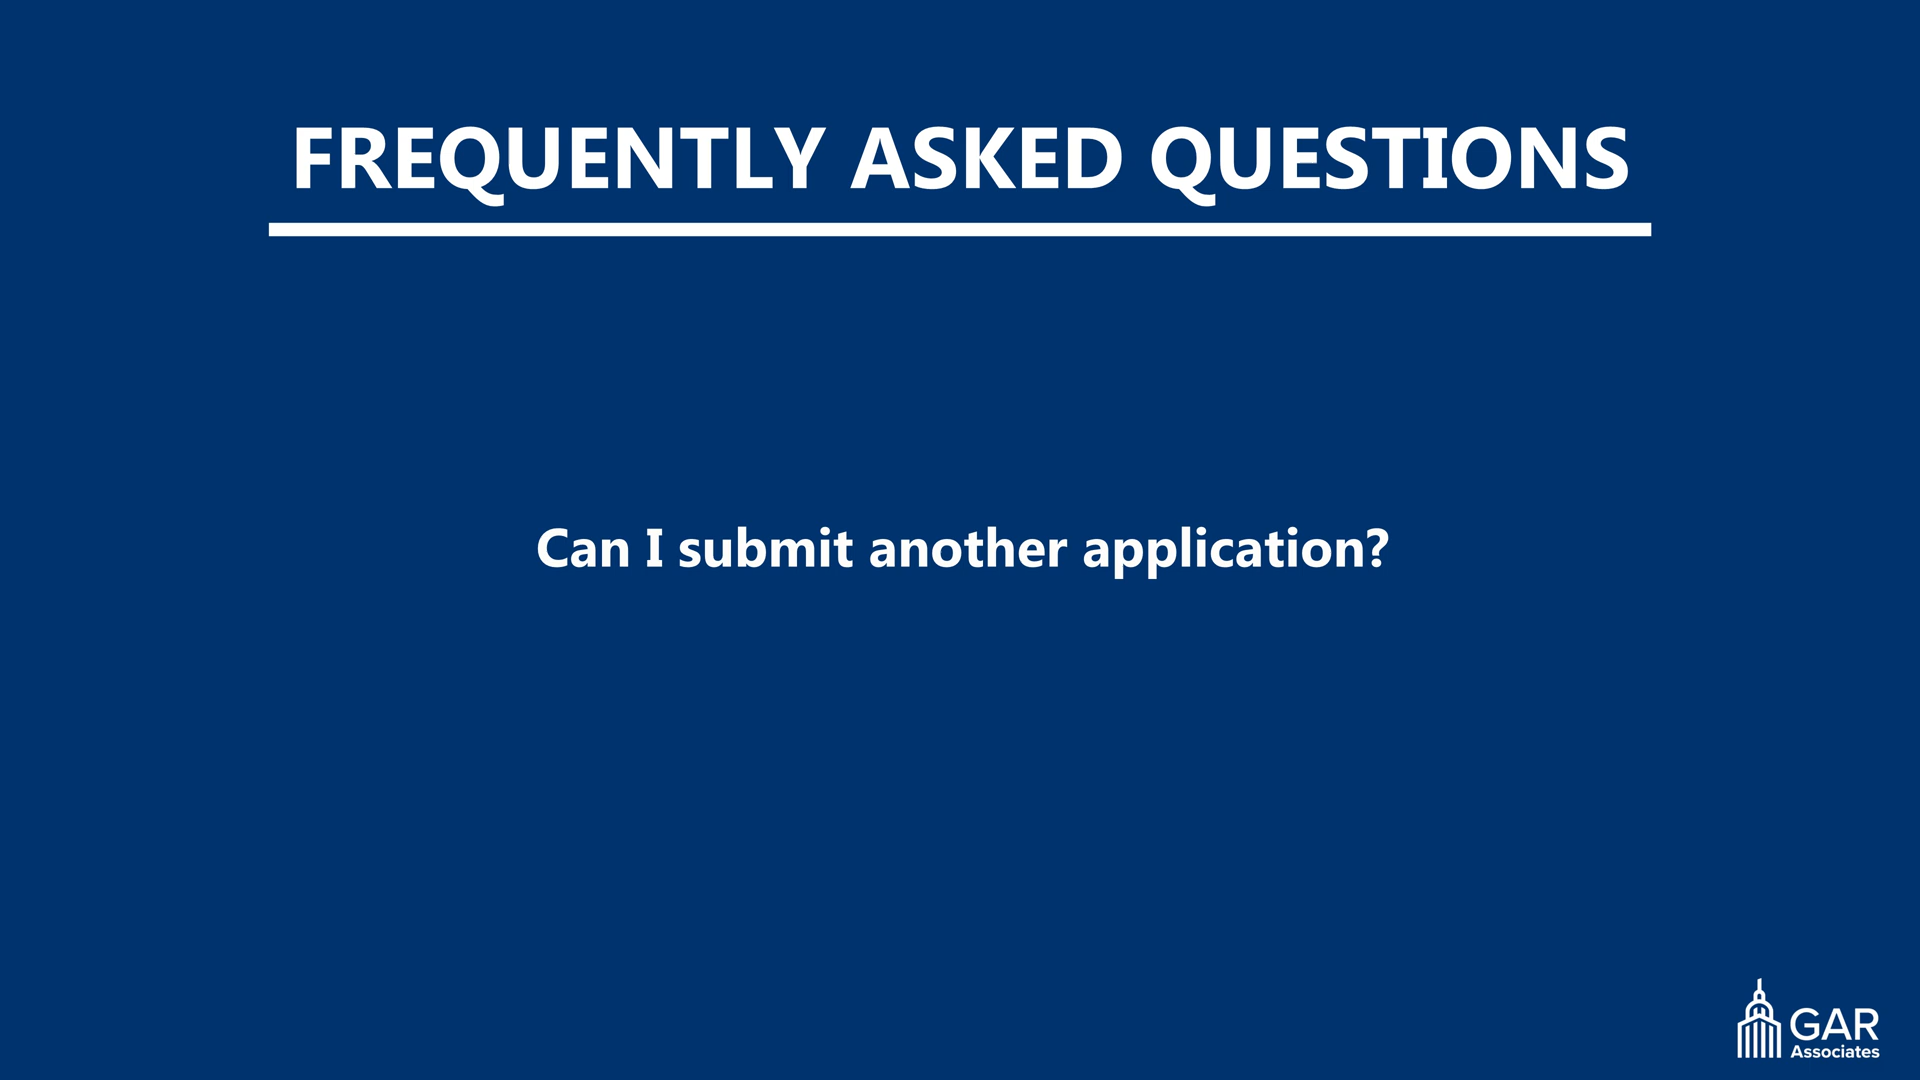 FREQUENTLY ASKED QUESTIONS
Can I submit another application?
GAR
Associates